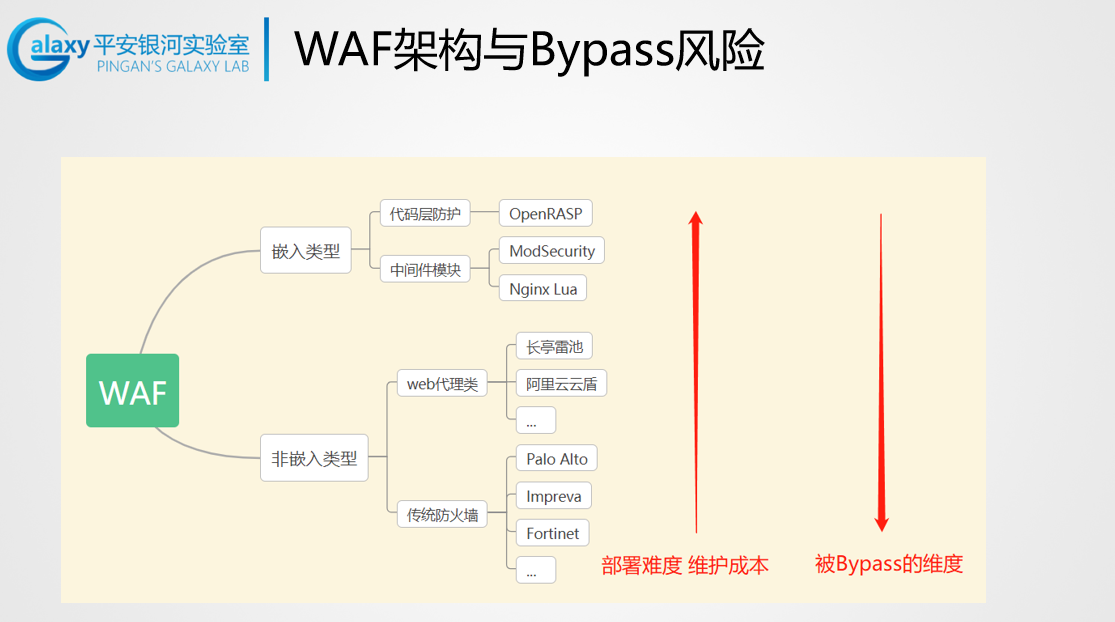 Galaxy 平安银河实验室
PINGAN'S GALAXY LAB
WAF架构与Bypass风险
WAF
嵌入类型
代码层防护
OpenRASP
中间件模块
ModSecurity
Nginx Lua
非嵌入类型
web代理类
长亭雷池
阿里云云盾
...
传统防火墙
Palo Alto
Impreva
Fortinet
...
部署难度 维护成本
被Bypass的维度